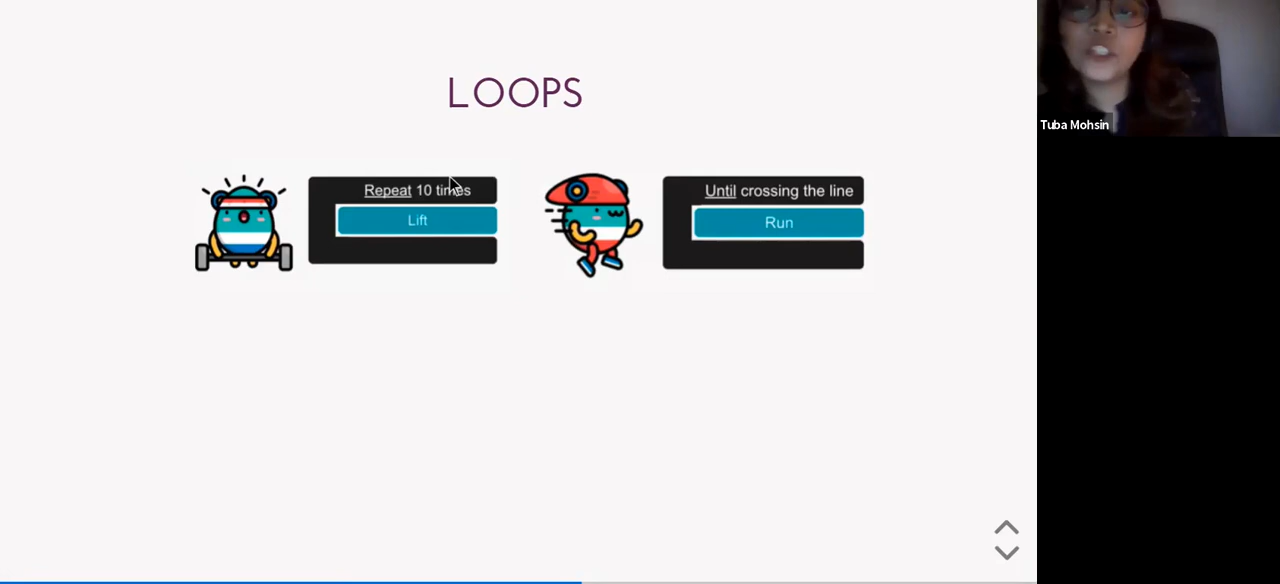 LOOPS
Repeat 10 times
Lift
Until crossing the line
Run
Tuba Mohsin